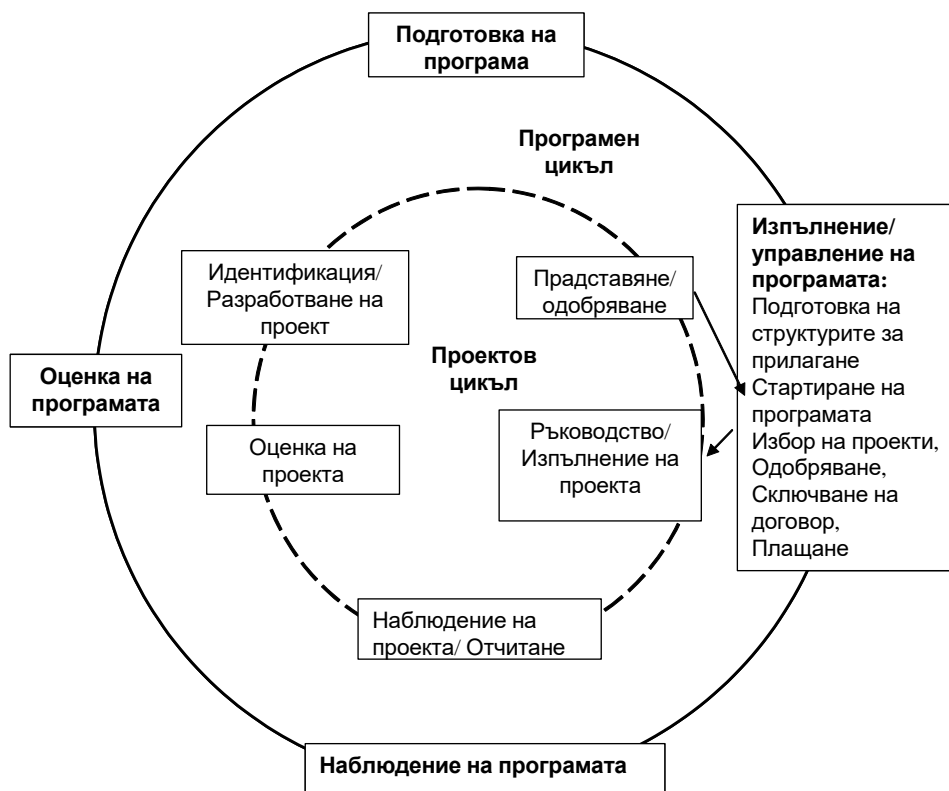 Подготовка на
програма
Програмен
цикъл
Идентификация/
Разработване на
проект
Прадставяне/
одобряване
Изпълнение/
управление на
програмата:
Подготовка на
структурите за
прилагане
Стартиране на
програмата
Избор на проекти,
Одобряване,
Сключване на
договор,
Плащане
Проектов
цикъл
Оценка на
програмата
Оценка на
проекта
Ръководство/
Изпълнение на
проекта
Наблюдение на
проекта/ Отчитане
Наблюдение на програмата